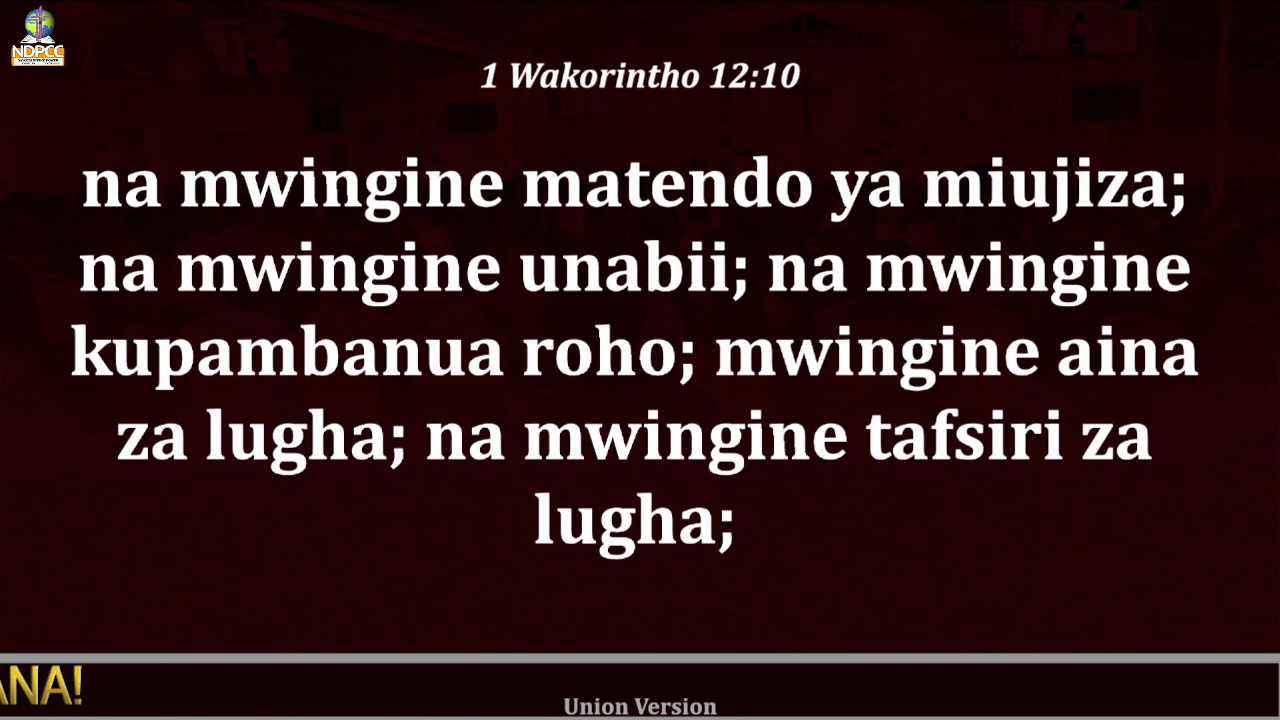 NDPCC
1 Wakorintho 12:10
na mwingine matendo ya miujiza;
na mwingine unabii; na mwingine
kupambanua roho; mwingine aina
za lugha; na mwingine tafsiri za
lugha;
ANA!
Union Version